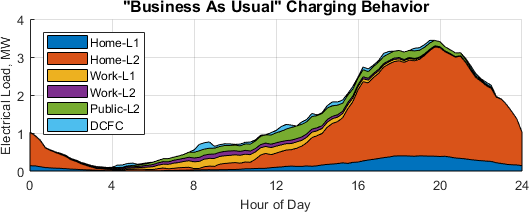 "Business As Usual" Charging Behavior
Electrical Load, MW
4
3
2
1
0
Home-L1
Home-L2
Work-L1
Work-L2
Public-L2
DCFC
0 4 8 12 16 20 24
Hour of Day